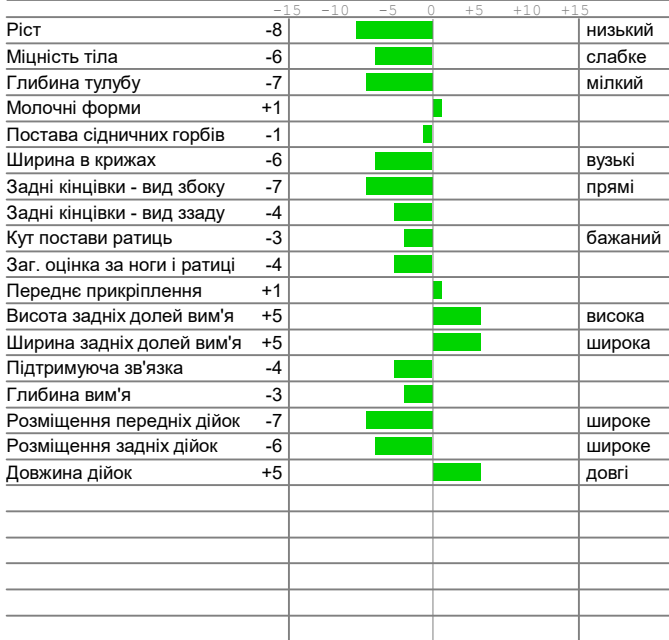 -15 -10 -5 0 +5 +10 +15
Ріст -8 низький
Міцність тіла -6 слабке
Глибина тулубу -7 мілкий
Молочні форми +1
Постава сідничних горбів -1
Ширина в крижах -6 вузькі
Задні кінцівки - вид збоку -7 прямі
Задні кінцівки - вид ззаду -4
Кут постави ратиць -3 бажаний
Заг. оцінка за ноги і ратиці -4
Переднє прикріплення +1
Висота задніх долей вим'я +5 висока
Ширина задніх долей вим'я +5 широка
Підтримуюча зв'язка -4
Глибина вим'я -3
Розміщення передніх дійок -7 широке
Розміщення задніх дійок -6 широке
Довжина дійок +5 довгі